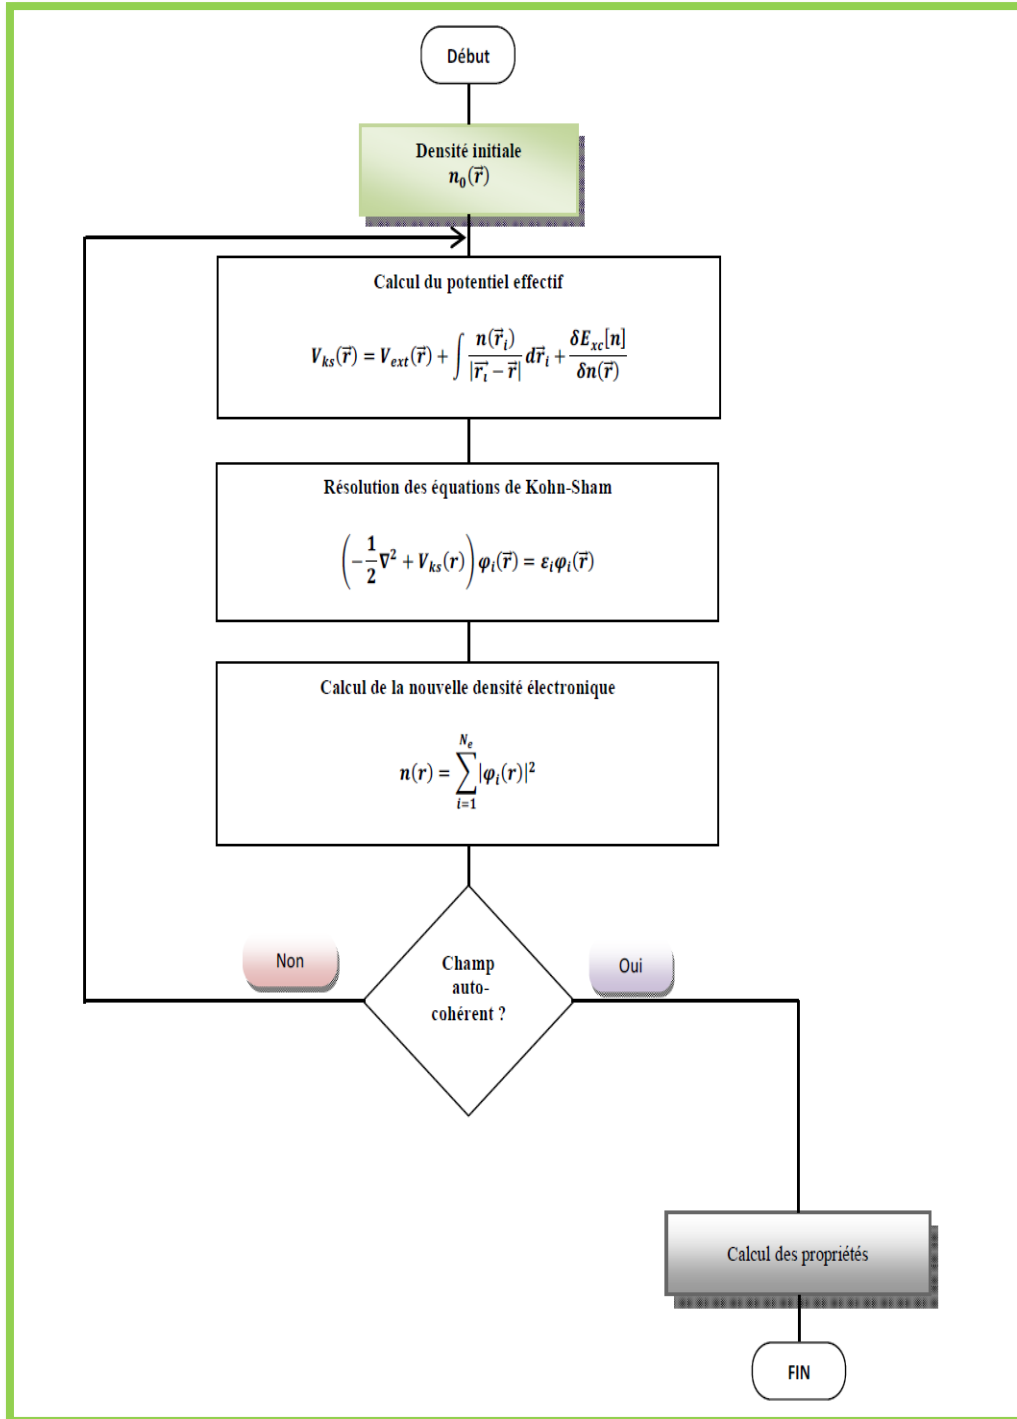 Début
Densité initiale
n₀(r⃗)
Calcul du potentiel effectif
V_ks(r⃗) = V_ext(r⃗) + ∫ n(r⃗_i) / |r⃗_i − r⃗| dr⃗_i + δE_xc[n] / δn(r⃗)
Résolution des équations de Kohn-Sham
(−1/2 ∇² + V_ks(r)) φ_i(r⃗) = ε_i φ_i(r⃗)
Calcul de la nouvelle densité électronique
n(r) = ∑_{i=1}^{N_e} |φ_i(r)|²
Non
Champ
auto-
cohérent ?
Oui
Calcul des propriétés
FIN